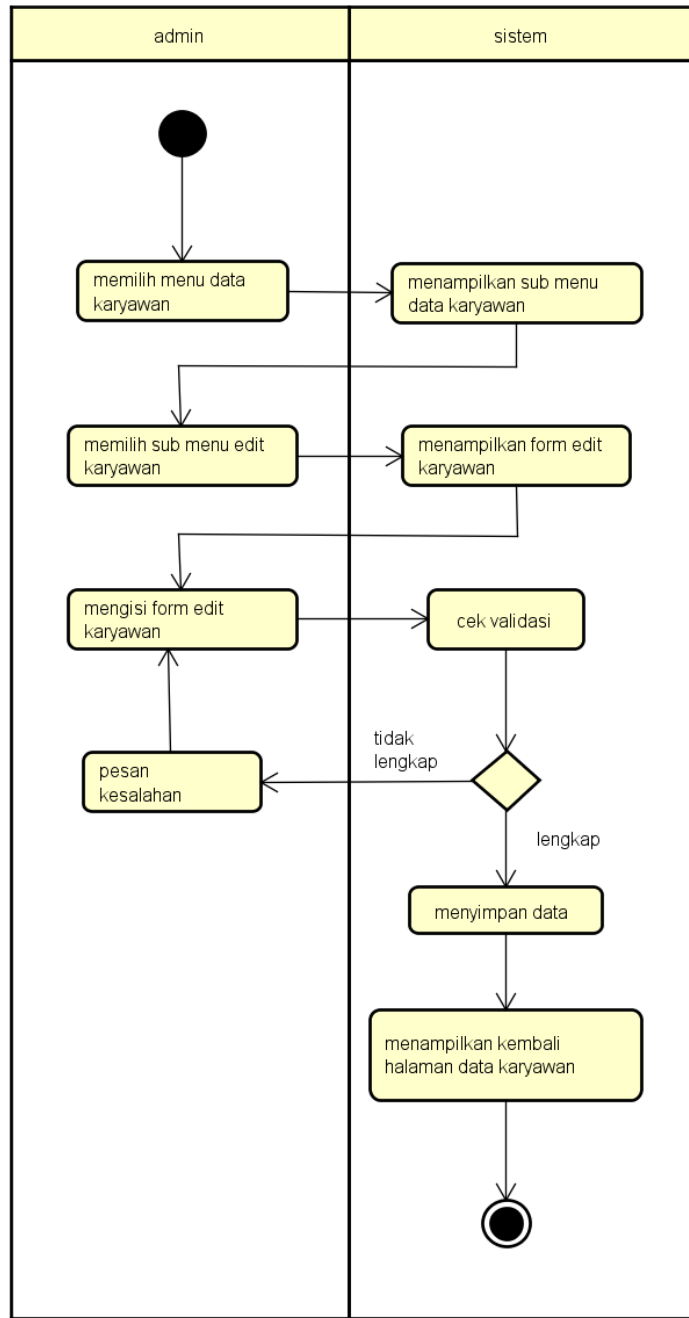 admin
sistem
memilih menu data
karyawan
menampilkan sub menu
data karyawan
memilih sub menu edit
karyawan
menampilkan form edit
karyawan
mengisi form edit
karyawan
cek validasi
tidak
lengkap
pesan
kesalahan
lengkap
menyimpan data
menampilkan kembali
halaman data karyawan